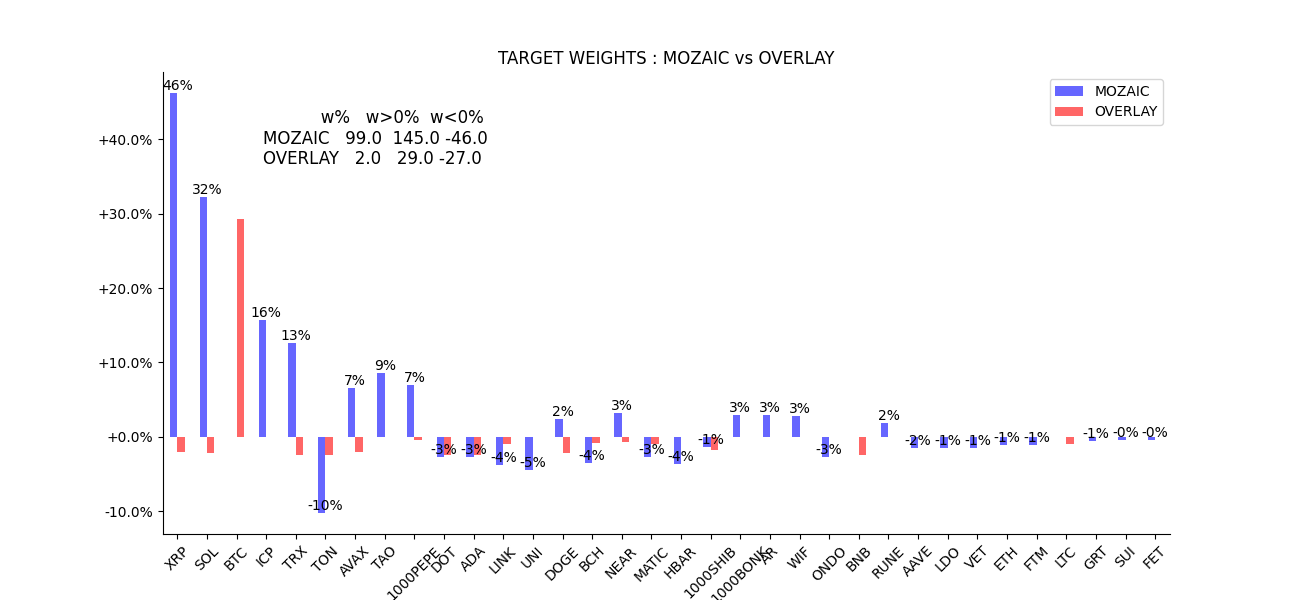 TARGET WEIGHTS : MOZAIC vs OVERLAY
MOZAIC
OVERLAY
w% w>0% w<0%
MOZAIC 99.0 145.0 -46.0
OVERLAY 2.0 29.0 -27.0
+40.0%
+30.0%
+20.0%
+10.0%
+0.0%
-10.0%
46%
32%
16%
13%
-10%
7%
9%
7%
-3%
-3%
-4%
-5%
2%
-4%
3%
-3%
-4%
-1%
3%
3%
3%
-3%
2%
-2%
-1%
-1%
-1%
-1%
-1%
-0%
-0%
XRP
SOL
BTC
ICP
TRX
TON
AVAX
TAO
1000PEPE
DOT
ADA
LINK
UNI
DOGE
BCH
NEAR
MATIC
HBAR
1000SHIB
1000BONK
AR
WIF
ONDO
BNB
RUNE
AAVE
LDO
VET
ETH
FTM
LTC
GRT
SUI
FET